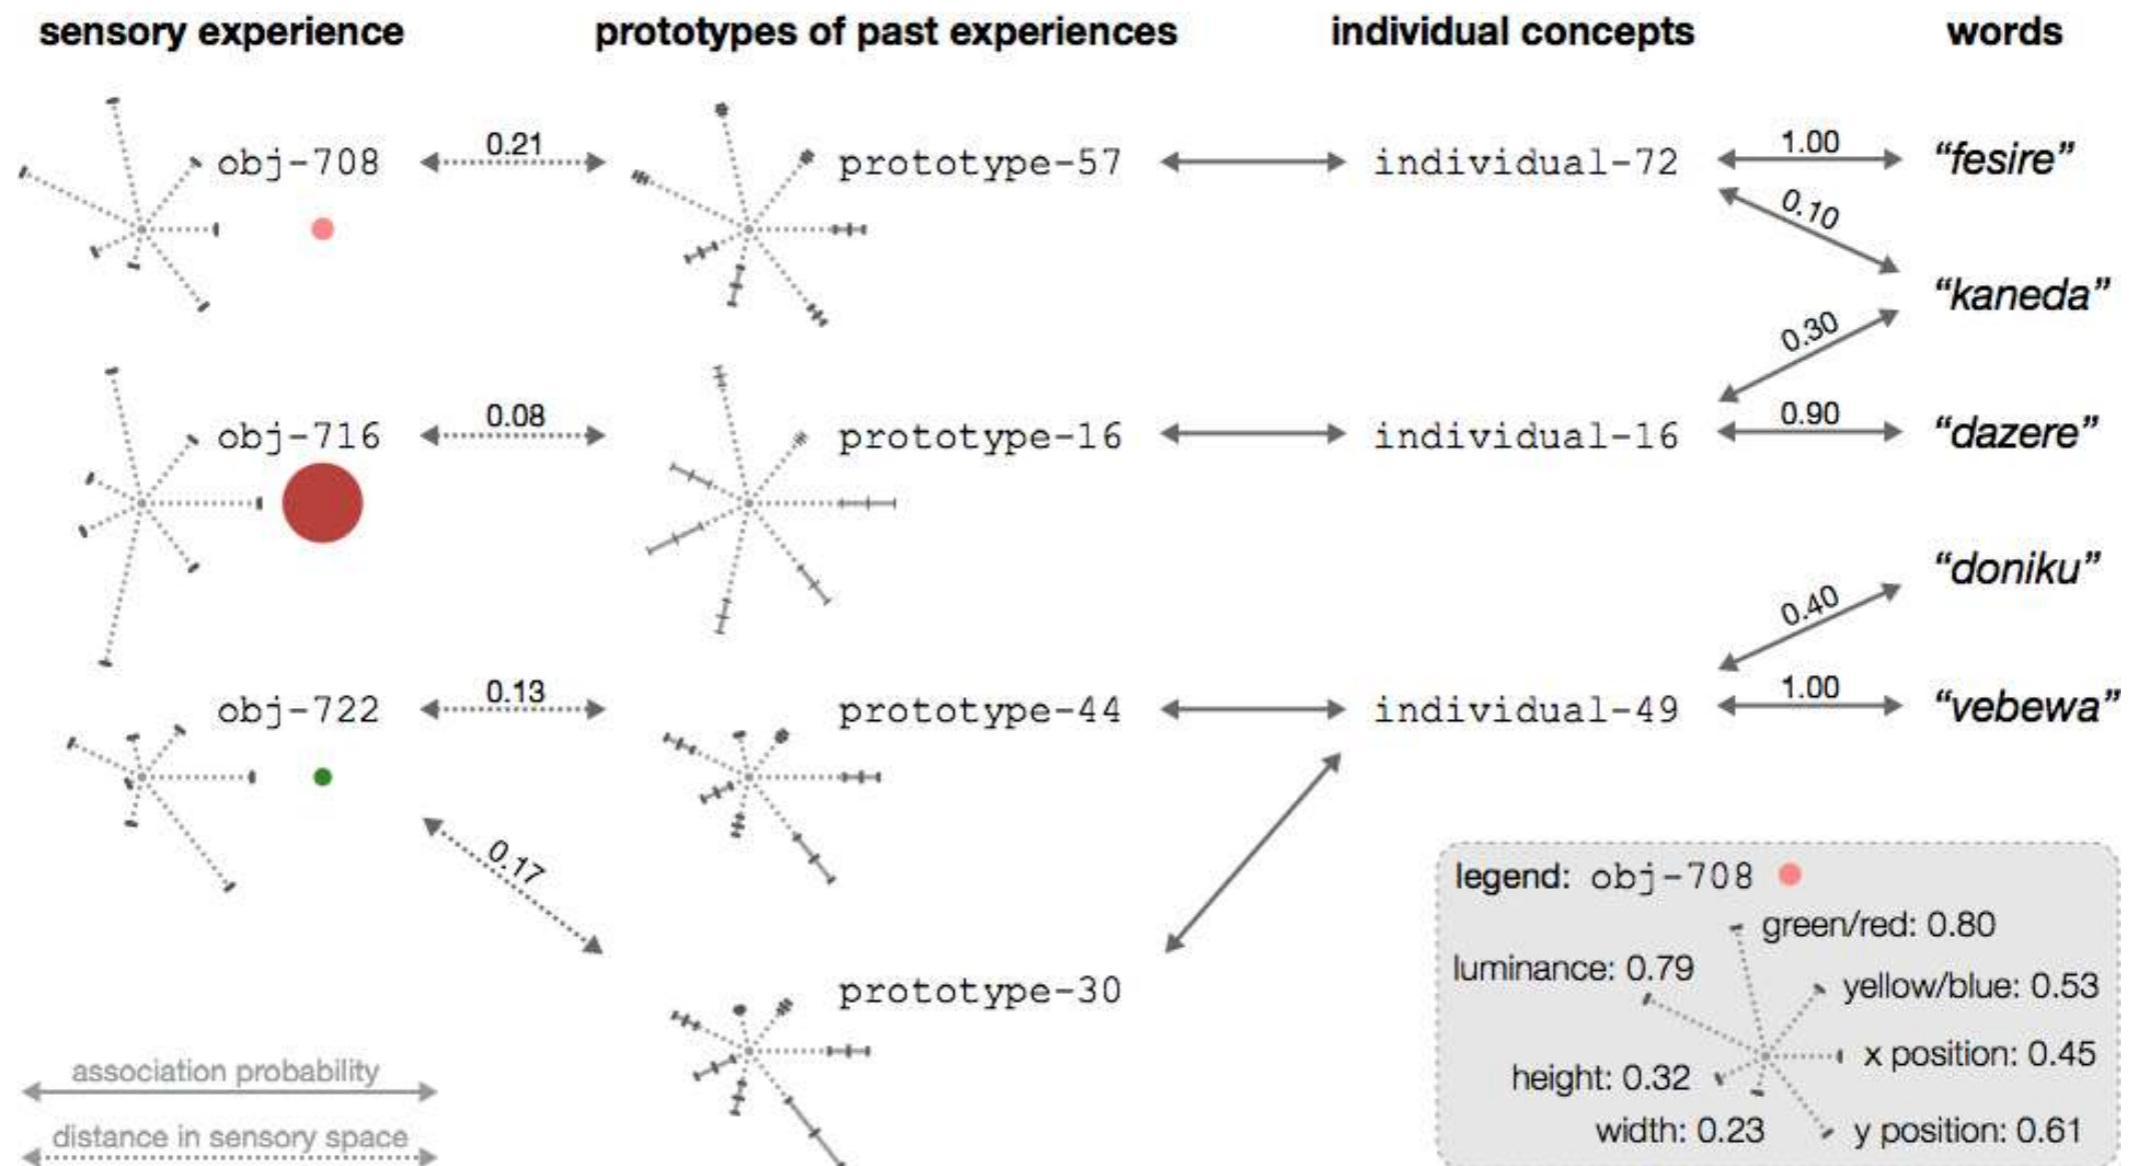 sensory experience prototypes of past experiences individual concepts words
obj-708 0.21 prototype-57 individual-72 1.00 “fesire”
0.10
“kaneda”
0.30
obj-716 0.08 prototype-16 individual-16 0.90 “dazere”
“doniku”
0.40
obj-722 0.13 prototype-44 individual-49 1.00 “vebewa”
0.17
prototype-30
association probability
distance in sensory space
legend: obj-708
green/red: 0.80
luminance: 0.79
yellow/blue: 0.53
x position: 0.45
height: 0.32
width: 0.23
y position: 0.61